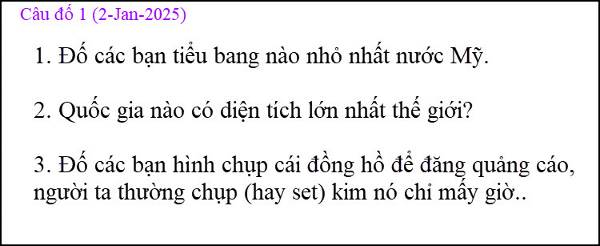 Câu đố 1 (2-Jan-2025)
1. Đố các bạn tiểu bang nào nhỏ nhất nước Mỹ.
2. Quốc gia nào có diện tích lớn nhất thế giới?
3. Đố các bạn hình chụp cái đồng hồ để đăng quảng cáo,
người ta thường chụp (hay set) kim nó chỉ mấy giờ..